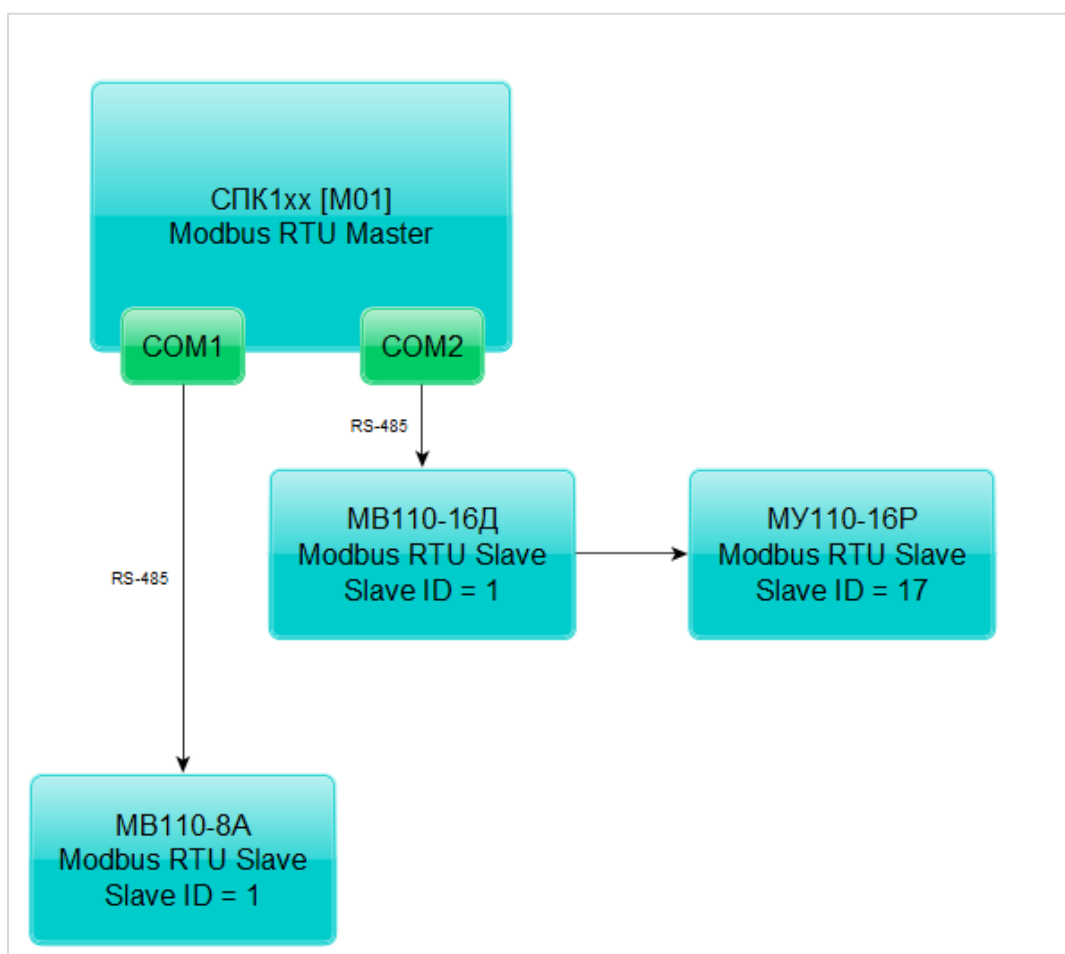 СПК1xx [M01]
Modbus RTU Master
COM1
COM2
RS-485
RS-485
МВ110-16Д
Modbus RTU Slave
Slave ID = 1
МУ110-16Р
Modbus RTU Slave
Slave ID = 17
МВ110-8А
Modbus RTU Slave
Slave ID = 1